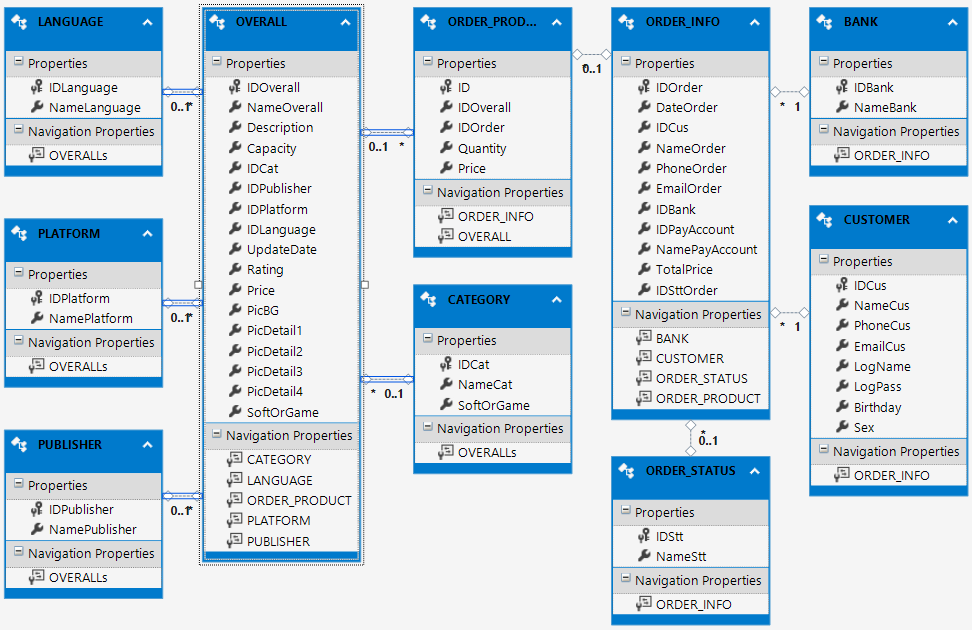 LANGUAGE
Properties
IDLanguage
NameLanguage
Navigation Properties
OVERALLs
0..1
*
PLATFORM
Properties
IDPlatform
NamePlatform
Navigation Properties
OVERALLs
0..1
*
PUBLISHER
Properties
IDPublisher
NamePublisher
Navigation Properties
OVERALLs
0..1
*
OVERALL
Properties
IDOverall
NameOverall
Description
Capacity
IDCat
IDPublisher
IDPlatform
IDLanguage
UpdateDate
Rating
Price
PicBG
PicDetail1
PicDetail2
PicDetail3
PicDetail4
SoftOrGame
Navigation Properties
CATEGORY
LANGUAGE
ORDER_PRODUCT
PLATFORM
PUBLISHER
0..1 *
* 0..1
ORDER_PROD...
Properties
ID
IDOverall
IDOrder
Quantity
Price
Navigation Properties
ORDER_INFO
OVERALL
*
0..1
CATEGORY
Properties
IDCat
NameCat
SoftOrGame
Navigation Properties
OVERALLs
ORDER_INFO
Properties
IDOrder
DateOrder
IDCus
NameOrder
PhoneOrder
EmailOrder
IDBank
IDPayAccount
NamePayAccount
TotalPrice
IDSttOrder
Navigation Properties
BANK
CUSTOMER
ORDER_STATUS
ORDER_PRODUCT
* 1
* 1
*
0..1
ORDER_STATUS
Properties
IDStt
NameStt
Navigation Properties
ORDER_INFO
BANK
Properties
IDBank
NameBank
Navigation Properties
ORDER_INFO
CUSTOMER
Properties
IDCus
NameCus
PhoneCus
EmailCus
LogName
LogPass
Birthday
Sex
Navigation Properties
ORDER_INFO